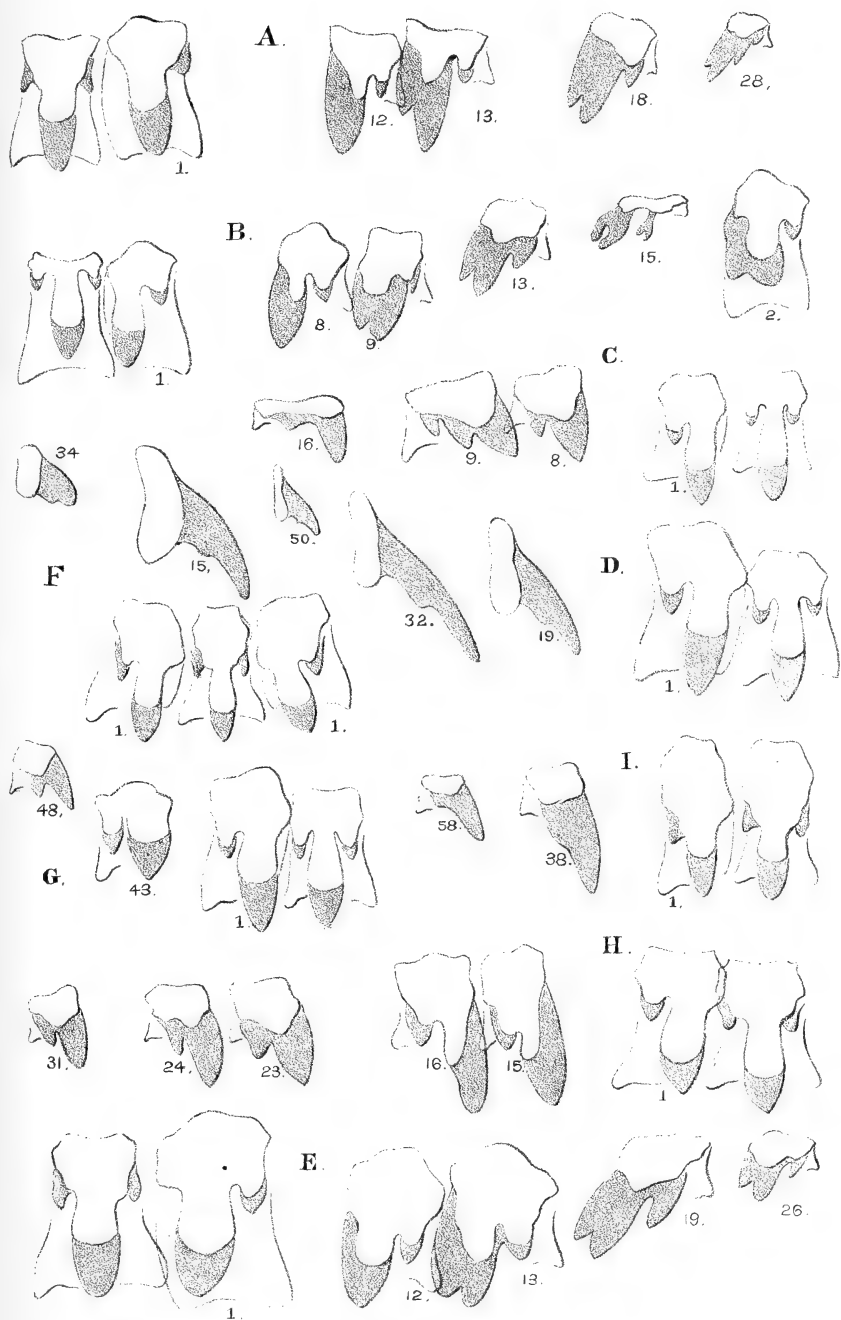 A. 12. 13. 18. 28.
1.
B. 8. 9. 13. 15. 2.
1.
C.
16. 9. 8. 1.
34 15, 50. 32. 19. D.
F
1. 1. 1.
I.
48, 58. 38.
G. 43. 1. 1.
H.
31. 24. 23. 16. 15. 1
E. 12. 13. 19. 26.
1.